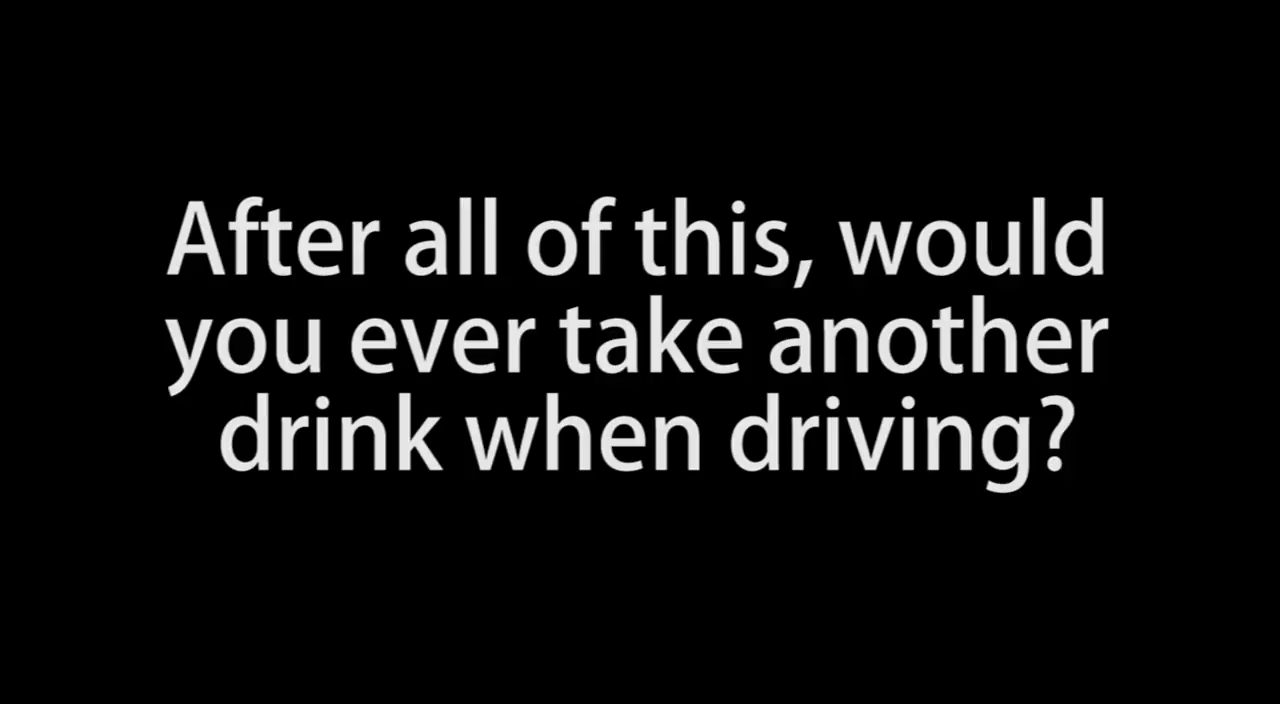 After all of this, would
you ever take another
drink when driving?